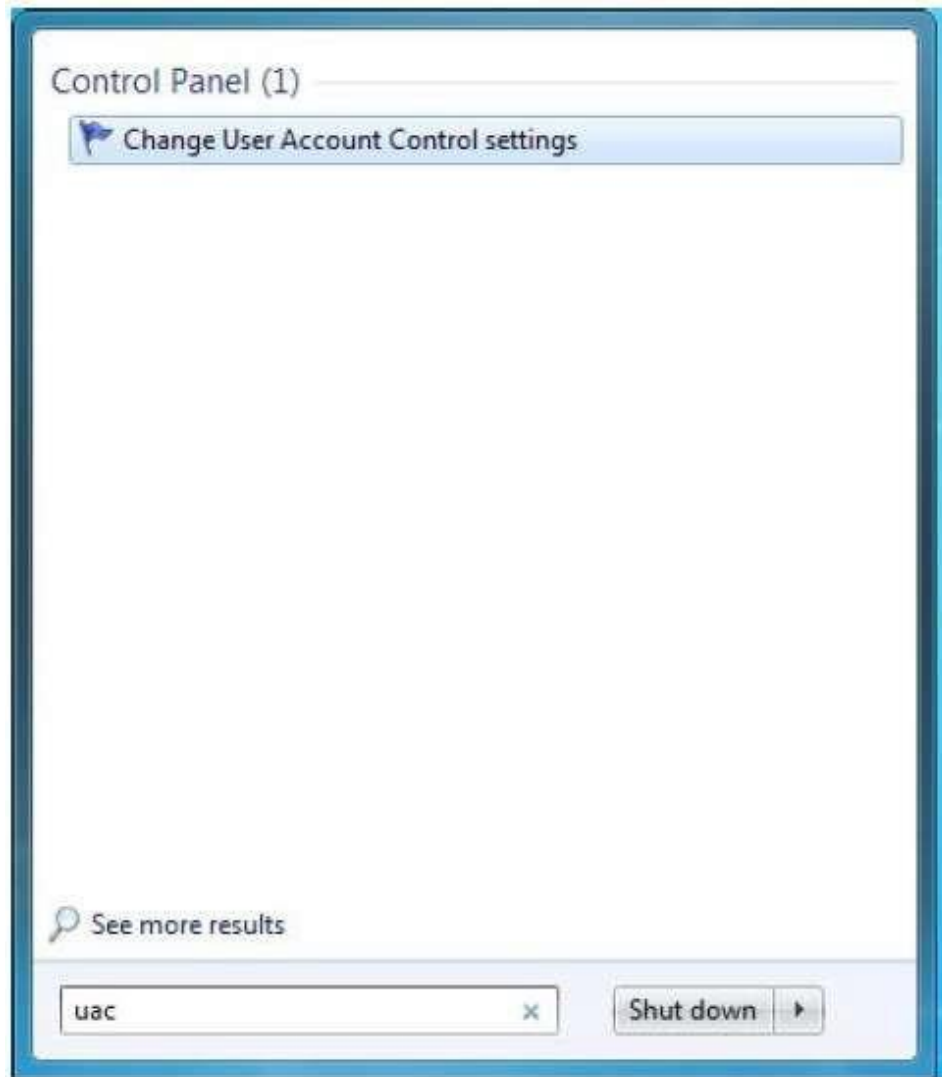 Control Panel (1)
Change User Account Control settings
See more results
uac
Shut down